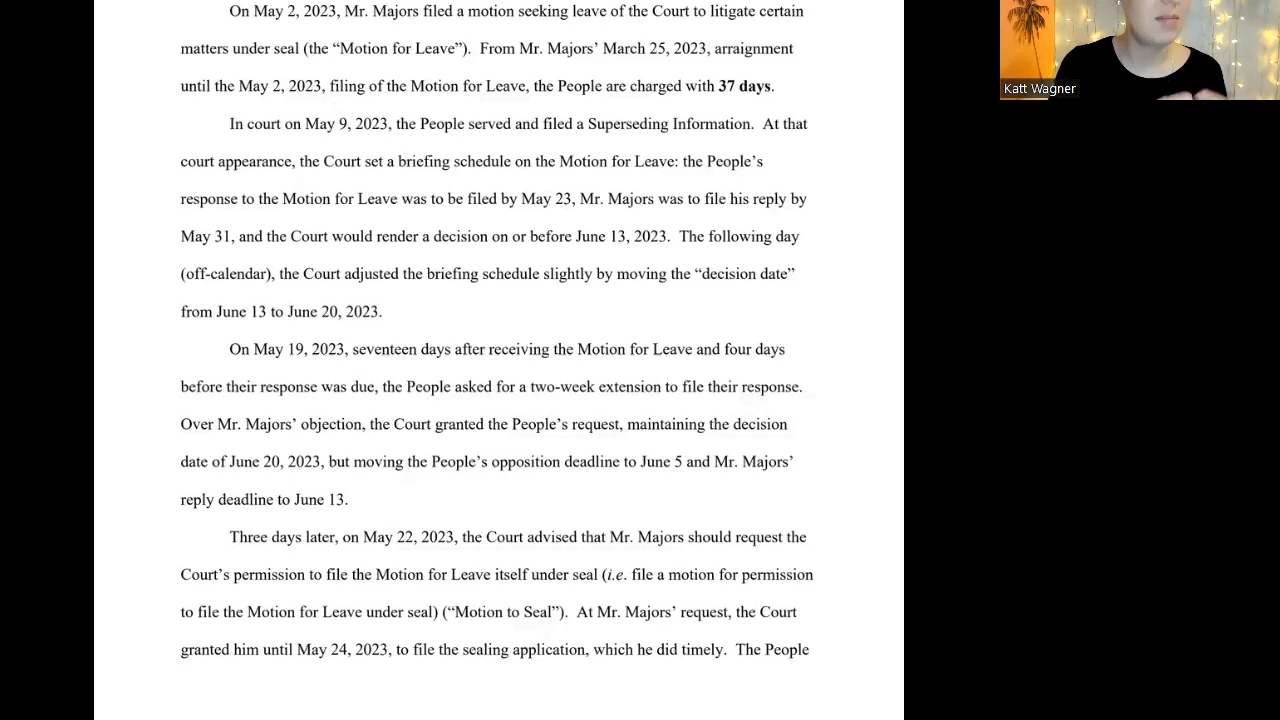 On May 2, 2023, Mr. Majors filed a motion seeking leave of the Court to litigate certain
matters under seal (the “Motion for Leave”).  From Mr. Majors’ March 25, 2023, arraignment
until the May 2, 2023, filing of the Motion for Leave, the People are charged with 37 days.
In court on May 9, 2023, the People served and filed a Superseding Information.  At that
court appearance, the Court set a briefing schedule on the Motion for Leave: the People’s
response to the Motion for Leave was to be filed by May 23, Mr. Majors was to file his reply by
May 31, and the Court would render a decision on or before June 13, 2023.  The following day
(off-calendar), the Court adjusted the briefing schedule slightly by moving the “decision date”
from June 13 to June 20, 2023.
On May 19, 2023, seventeen days after receiving the Motion for Leave and four days
before their response was due, the People asked for a two-week extension to file their response.
Over Mr. Majors’ objection, the Court granted the People’s request, maintaining the decision
date of June 20, 2023, but moving the People’s opposition deadline to June 5 and Mr. Majors’
reply deadline to June 13.
Three days later, on May 22, 2023, the Court advised that Mr. Majors should request the
Court’s permission to file the Motion for Leave itself under seal (i.e. file a motion for permission
to file the Motion for Leave under seal) (“Motion to Seal”).  At Mr. Majors’ request, the Court
granted him until May 24, 2023, to file the sealing application, which he did timely.  The People
Katt Wagner